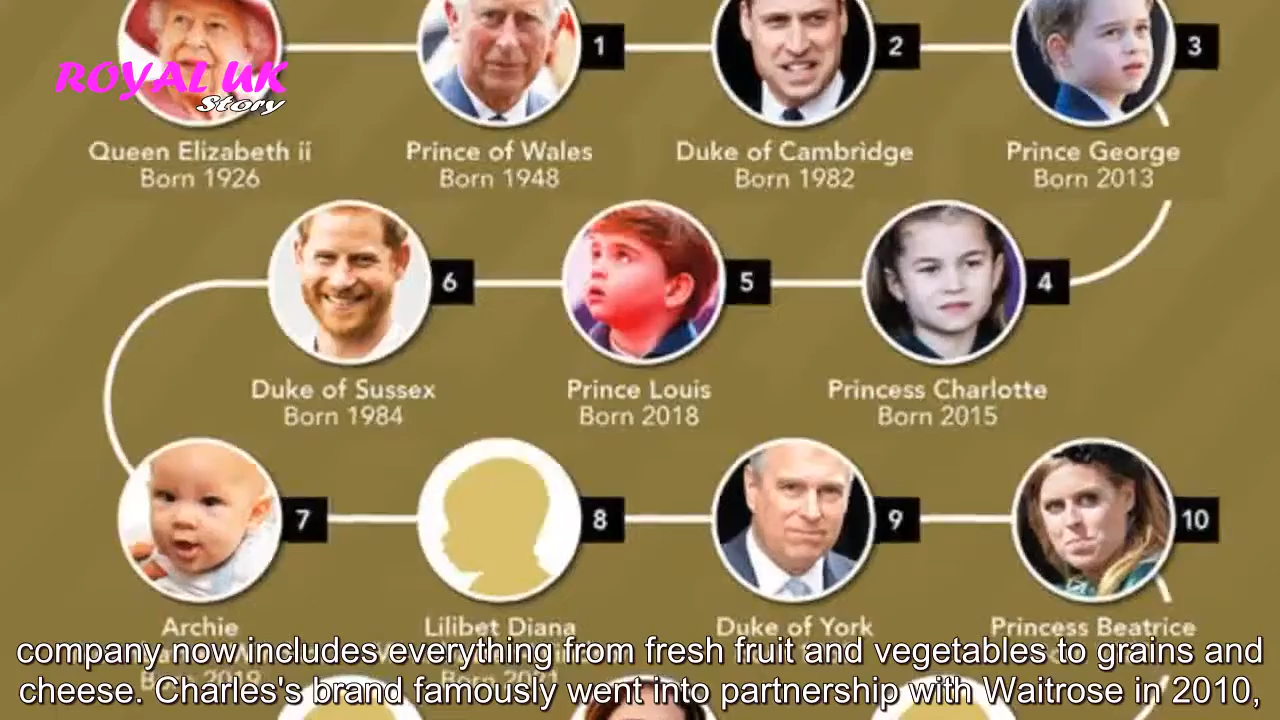 ROYAL UK
Story
1
2
3
Queen Elizabeth ii
Born 1926
Prince of Wales
Born 1948
Duke of Cambridge
Born 1982
Prince George
Born 2013
6
5
4
Duke of Sussex
Born 1984
Prince Louis
Born 2018
Princess Charlotte
Born 2015
7
8
9
10
Archie
Lilibet Diana
Duke of York
Princess Beatrice
company now includes everything from fresh fruit and vegetables to grains and
cheese. Charles's brand famously went into partnership with Waitrose in 2010,